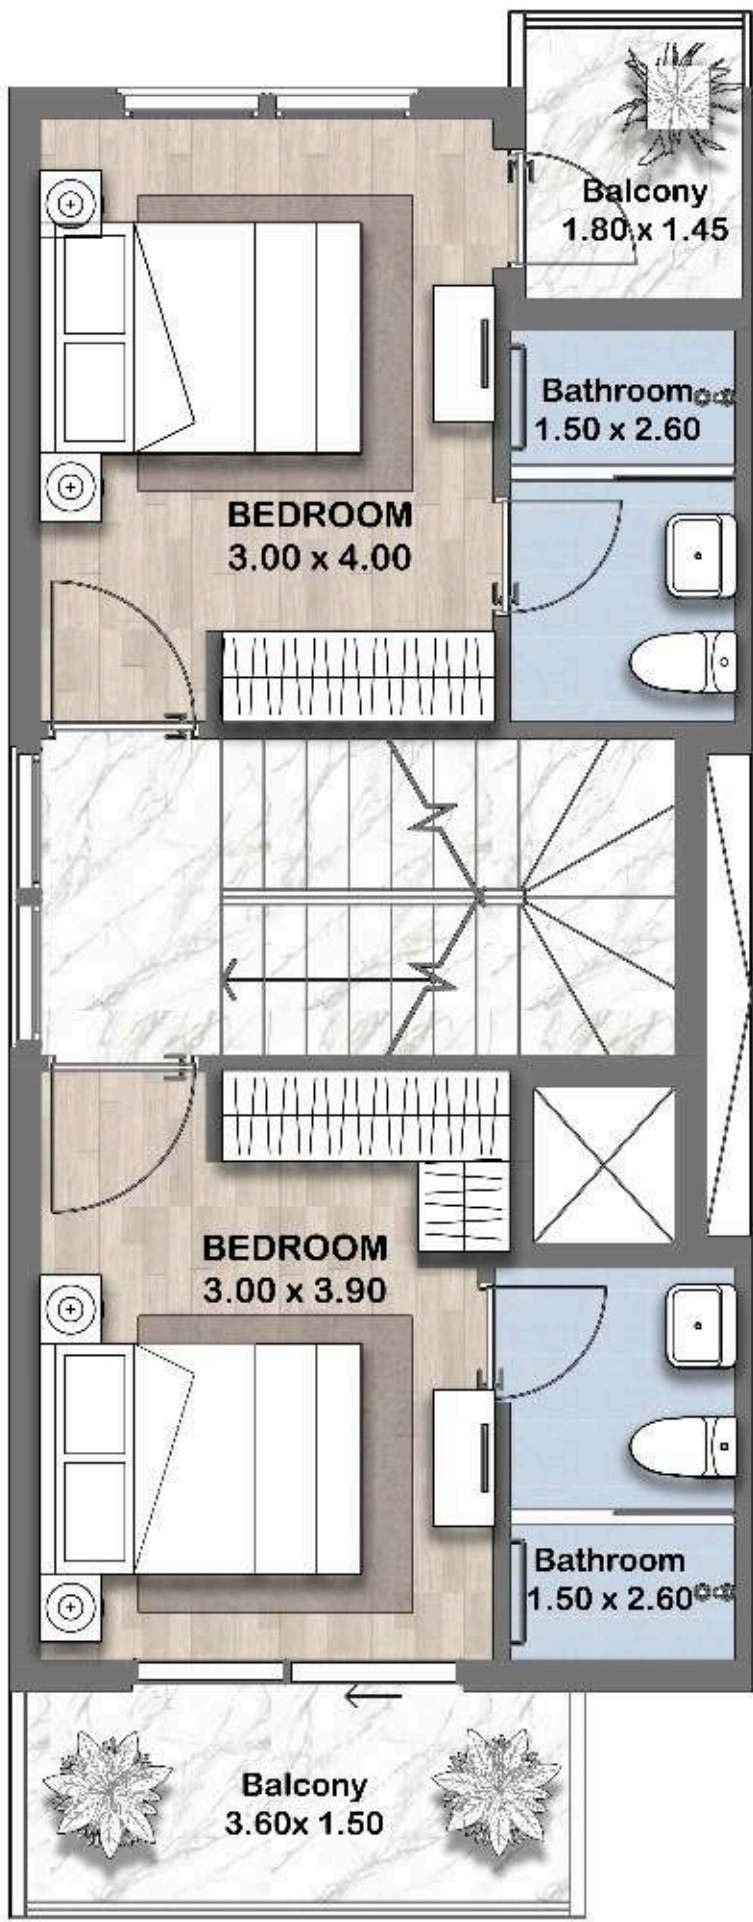 Balcony
1.80 x 1.45
Bathroom
1.50 x 2.60
BEDROOM
3.00 x 4.00
BEDROOM
3.00 x 3.90
Bathroom
1.50 x 2.60
Balcony
3.60x 1.50